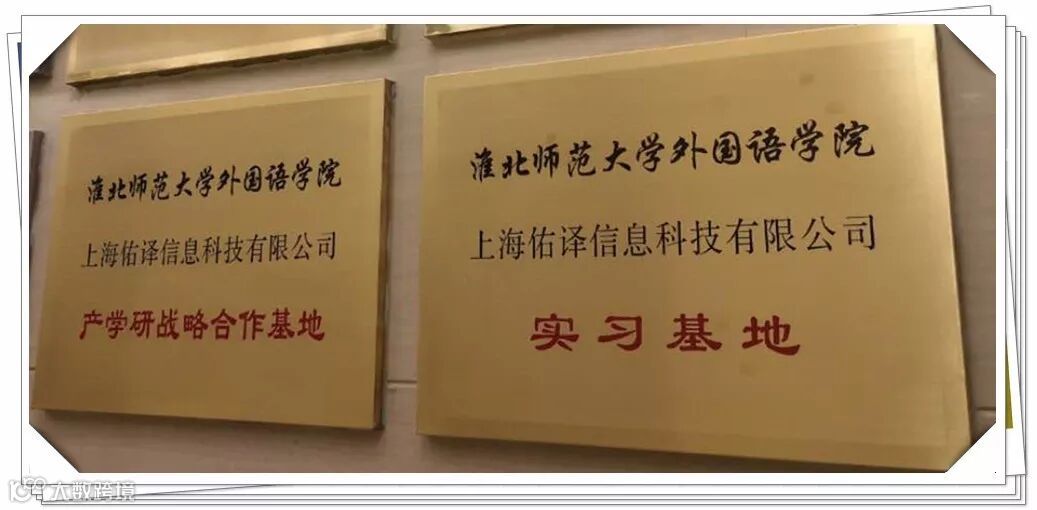 淮北师范大学外国语学院
上海佑译信息科技有限公司
产学研战略合作基地
淮北师范大学外国语学院
上海佑译信息科技有限公司
实习基地
大数跨境